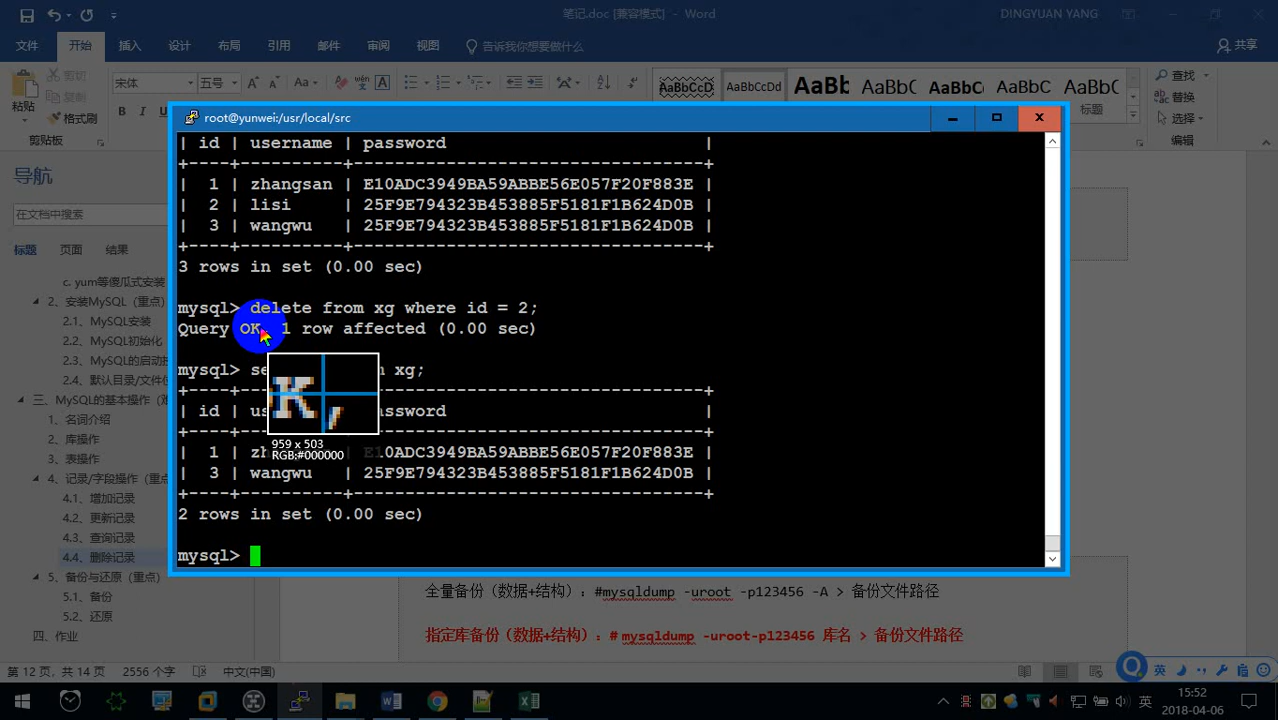 笔记.doc [兼容模式] - Word
DINGYUAN YANG
文件 开始 插入 设计 布局 引用 邮件 审阅 视图 告诉我你想要做什么 共享
粘贴 剪切 复制 格式刷
剪贴板
宋体 五号
B I U
AaBbCcD AaBbCcDd AaBb AaBbC AaBbC AaBbC AaBbC
标题
查找
替换
选择
编辑
导航
在文档中搜索
标题 页面 结果
c. yum等傻瓜式安装
2、安装MySQL（重点）
2.1、MySQL安装
2.2、MySQL初始化
2.3、MySQL的启动
2.4、默认目录/文件位
三、MySQL的基本操作（难
1、名词介绍
2、库操作
3、表操作
4、记录/字段操作（重点
4.1、增加记录
4.2、更新记录
4.3、查询记录
4.4、删除记录
5、备份与还原（重点）
5.1、备份
5.2、还原
四、作业
root@yunwei:/usr/local/src
| id | username | password |
+----+----------+----------------------------------+
| 1 | zhangsan | E10ADC3949BA59ABBE56E057F20F883E |
| 2 | lisi | 25F9E794323B453885F5181F1B624D0B |
| 3 | wangwu | 25F9E794323B453885F5181F1B624D0B |
+----+----------+----------------------------------+
3 rows in set (0.00 sec)
mysql> delete from xg where id = 2;
Query OK, 1 row affected (0.00 sec)
mysql> se xg;
| id | us assword |
| 1 | zh E10ADC3949BA59ABBE56E057F20F883E |
| 3 | wangwu | 25F9E794323B453885F5181F1B624D0B |
+----+----------+----------------------------------+
2 rows in set (0.00 sec)
mysql>
K,
959 x 503
RGB:#000000
全量备份（数据+结构）：#mysqldump -uroot -p123456 -A > 备份文件路径
指定库备份（数据+结构）：# mysqldump -uroot-p123456 库名 > 备份文件路径
第 12 页，共 14 页 2556 个字 中文(中国)
英
英
15:52
2018-04-06